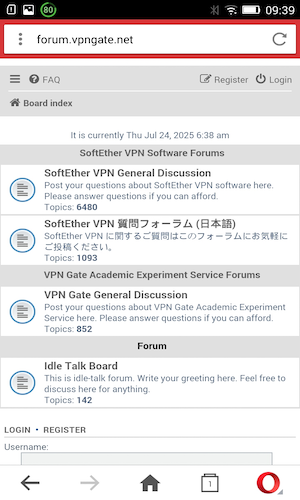 80
09:39
forum.vpngate.net
FAQ
Register
Login
Board index
It is currently Thu Jul 24, 2025 6:38 am
SoftEther VPN Software Forums
SoftEther VPN General Discussion
Post your questions about SoftEther VPN software here.
Please answer questions if you can afford.
Topics: 6480
SoftEther VPN 質問フォーラム (日本語)
SoftEther VPN に関するご質問はこのフォーラムにお気軽に
ご投稿ください。
Topics: 1093
VPN Gate Academic Experiment Service Forums
VPN Gate General Discussion
Post your questions about VPN Gate Academic Experiment
Service here. Please answer questions if you can afford.
Topics: 852
Forum
Idle Talk Board
This is idle-talk forum. Write your greeting here. Feel free to
discuss here for anything.
Topics: 142
LOGIN • REGISTER
Username:
1